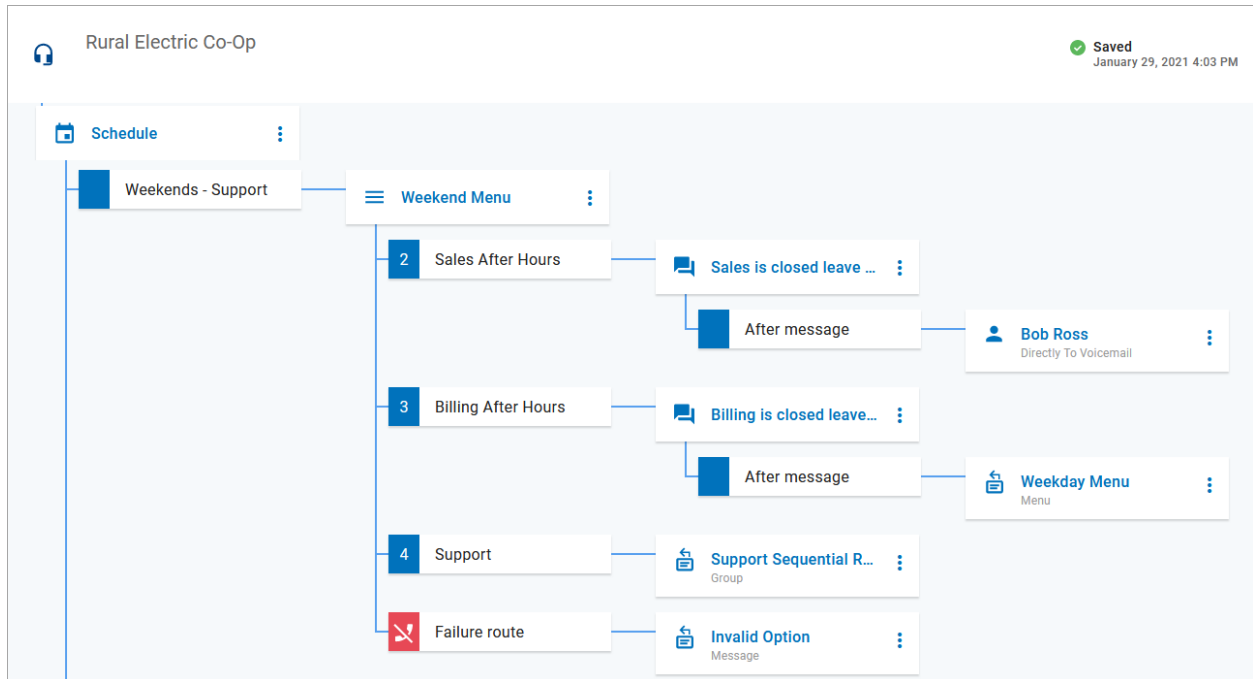 Rural Electric Co-Op
Saved
January 29, 2021 4:03 PM
Schedule
Weekends - Support
Weekend Menu
2 Sales After Hours
Sales is closed leave ...
After message
Bob Ross
Directly To Voicemail
3 Billing After Hours
Billing is closed leave...
After message
Weekday Menu
Menu
4 Support
Support Sequential R...
Group
Failure route
Invalid Option
Message